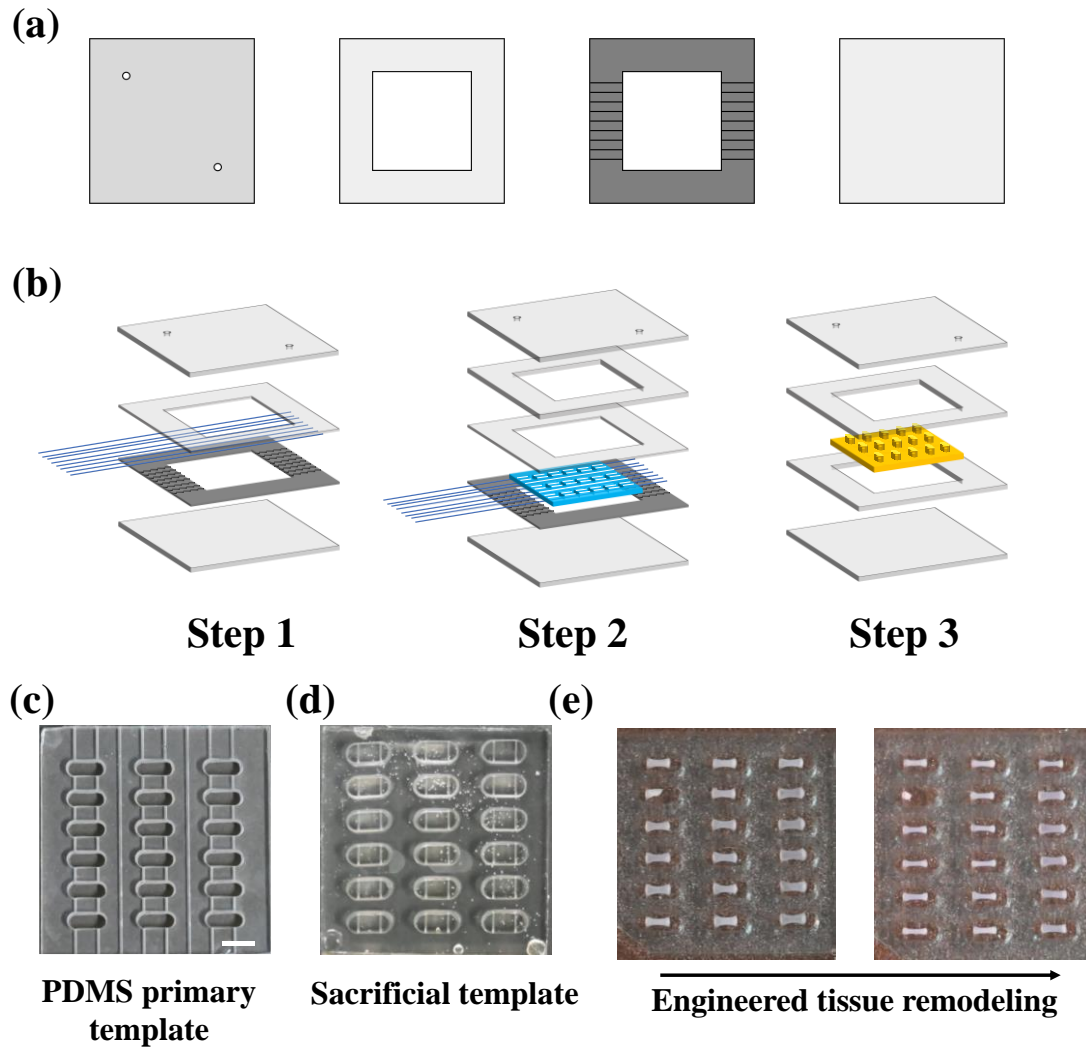 (a)
(b)
Step 1
Step 2
Step 3
(c)
(d)
(e)
PDMS primary
template
Sacrificial template
Engineered tissue remodeling